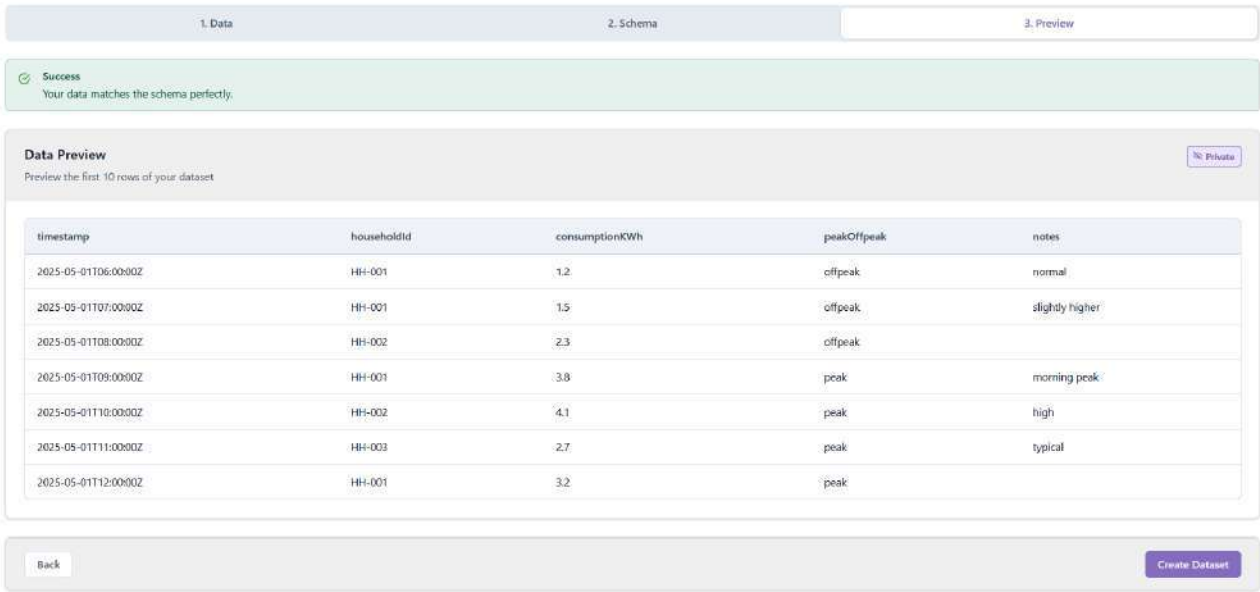 1. Data 2. Schema 3. Preview
Success
Your data matches the schema perfectly.
Data Preview
Private
Preview the first 10 rows of your dataset
timestamp householdId consumptionKWh peakOffpeak notes
2025-05-01T06:00:00Z HH-001 1.2 offpeak normal
2025-05-01T07:00:00Z HH-001 1.5 offpeak slightly higher
2025-05-01T08:00:00Z HH-002 2.3 offpeak
2025-05-01T09:00:00Z HH-001 3.8 peak morning peak
2025-05-01T10:00:00Z HH-002 4.1 peak high
2025-05-01T11:00:00Z HH-003 2.7 peak typical
2025-05-01T12:00:00Z HH-001 3.2 peak
Back Create Dataset